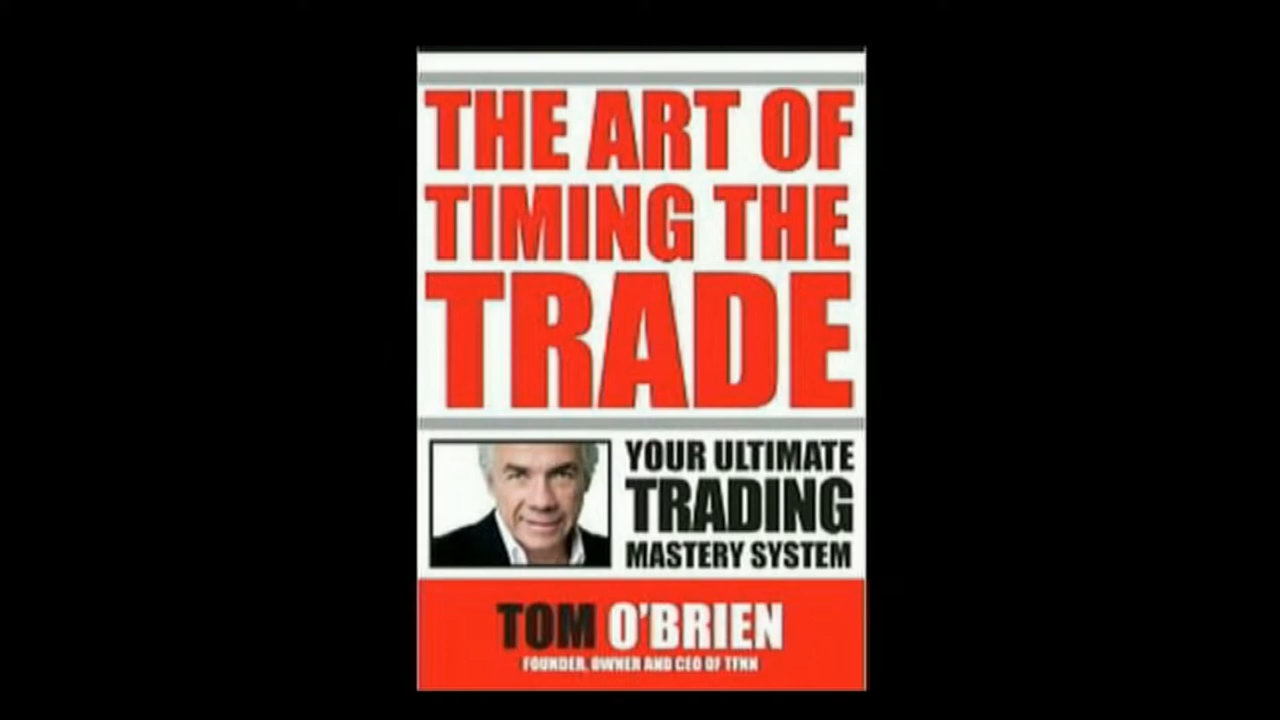 THE ART OF
TIMING THE
TRADE
YOUR ULTIMATE
TRADING
MASTERY SYSTEM
TOM O'BRIEN
FOUNDER, OWNER AND CEO OF TFNN